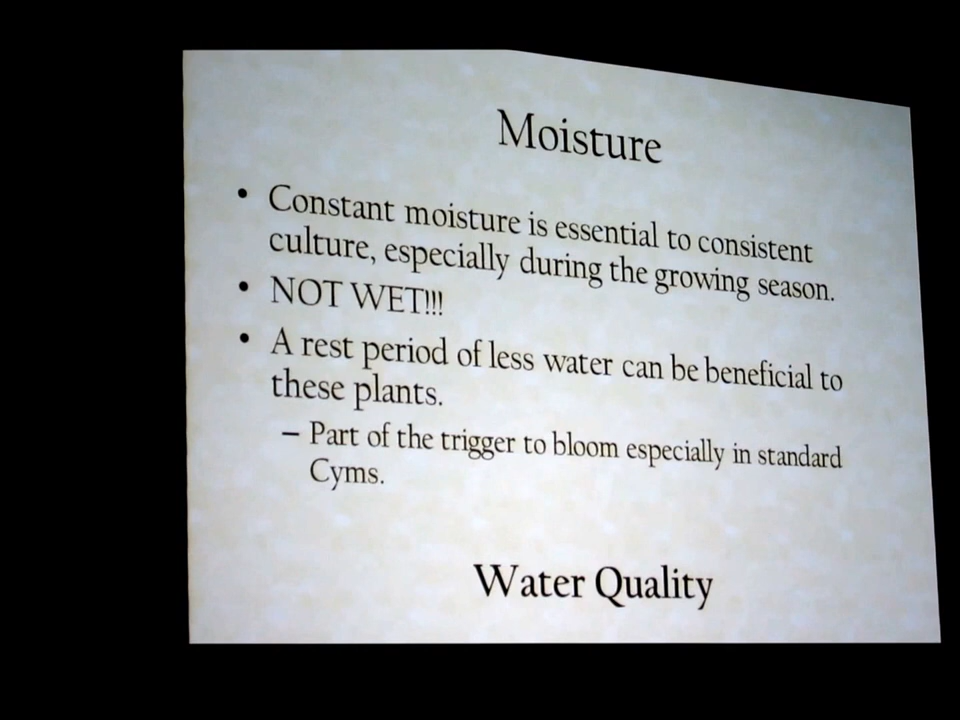 Moisture
• Constant moisture is essential to consistent
culture, especially during the growing season.
• NOT WET!!!
• A rest period of less water can be beneficial to
these plants.
– Part of the trigger to bloom especially in standard
Cyms.
Water Quality